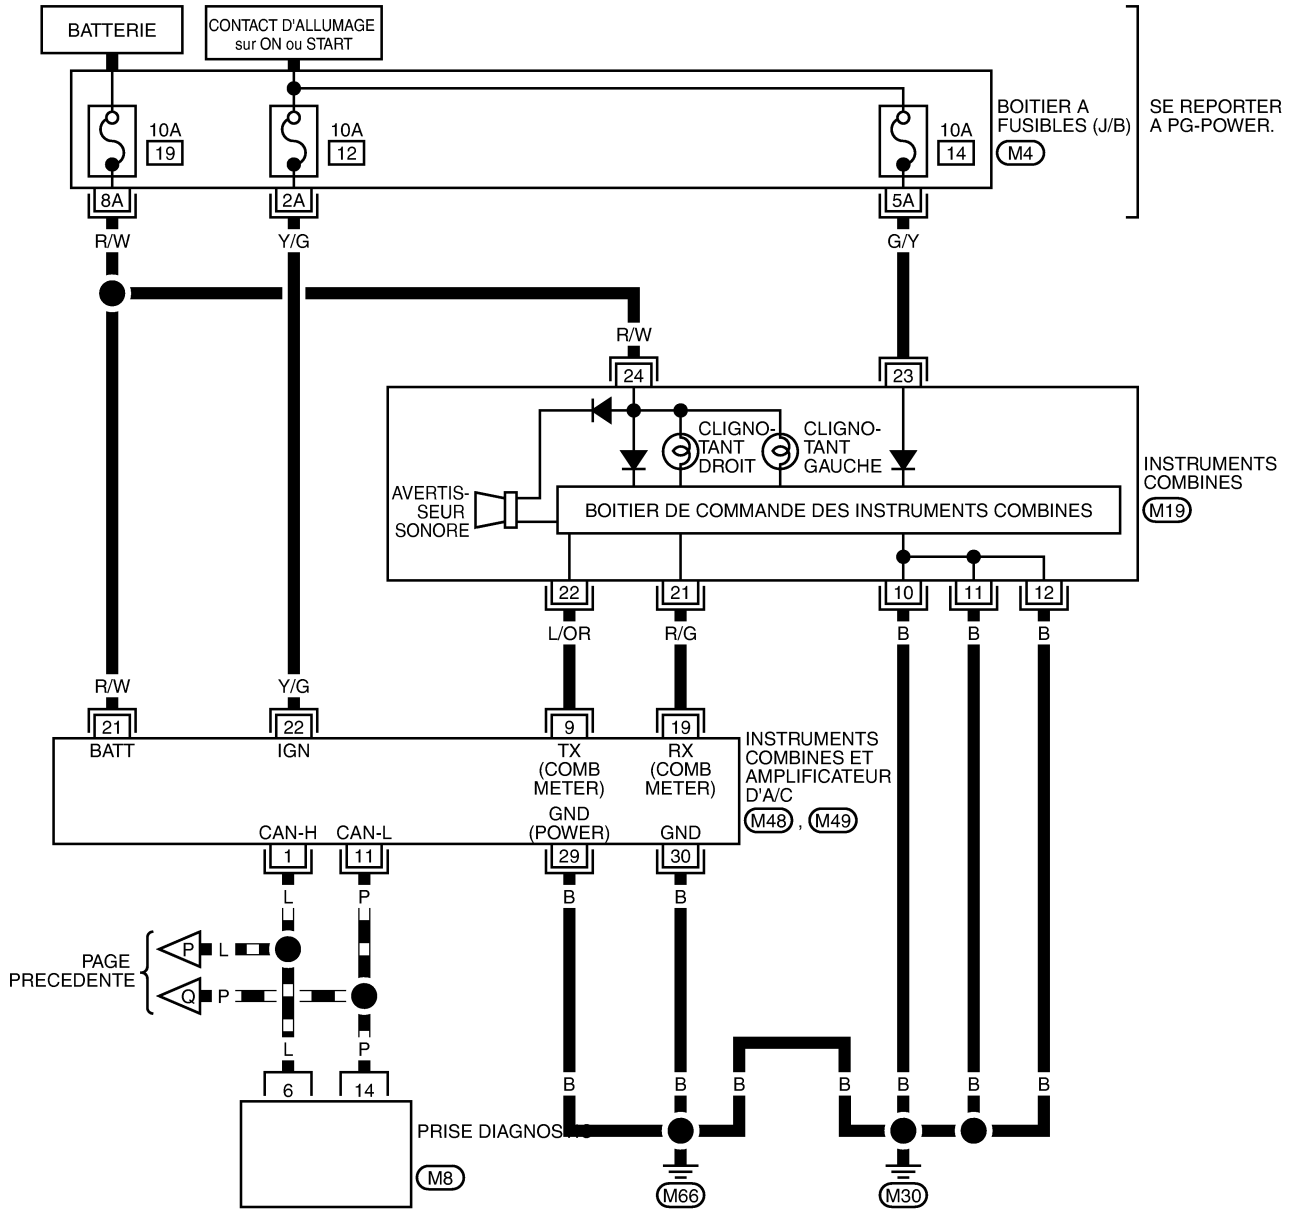 BATTERIE
CONTACT D'ALLUMAGE
sur ON ou START
10A
19
10A
12
10A
14
BOITIER A
FUSIBLES (J/B)
M4
SE REPORTER
A PG-POWER.
8A
2A
5A
R/W
Y/G
G/Y
R/W
24
23
CLIGNO-
TANT
DROIT
CLIGNO-
TANT
GAUCHE
AVERTIS-
SEUR
SONORE
BOITIER DE COMMANDE DES INSTRUMENTS COMBINES
INSTRUMENTS
COMBINES
M19
22
21
10
11
12
L/OR
R/G
B
B
B
R/W
Y/G
21
22
9
19
BATT
IGN
TX
(COMB
METER)
RX
(COMB
METER)
INSTRUMENTS
COMBINES ET
AMPLIFICATEUR
D'A/C
M48 , M49
CAN-H
CAN-L
GND
(POWER)
GND
1
11
29
30
L
P
B
B
PAGE
PRECEDENTE
P
L
Q
P
L
P
B
B
B
B
B
B
B
6
14
PRISE DIAGNOSTIC
M8
M66
M30